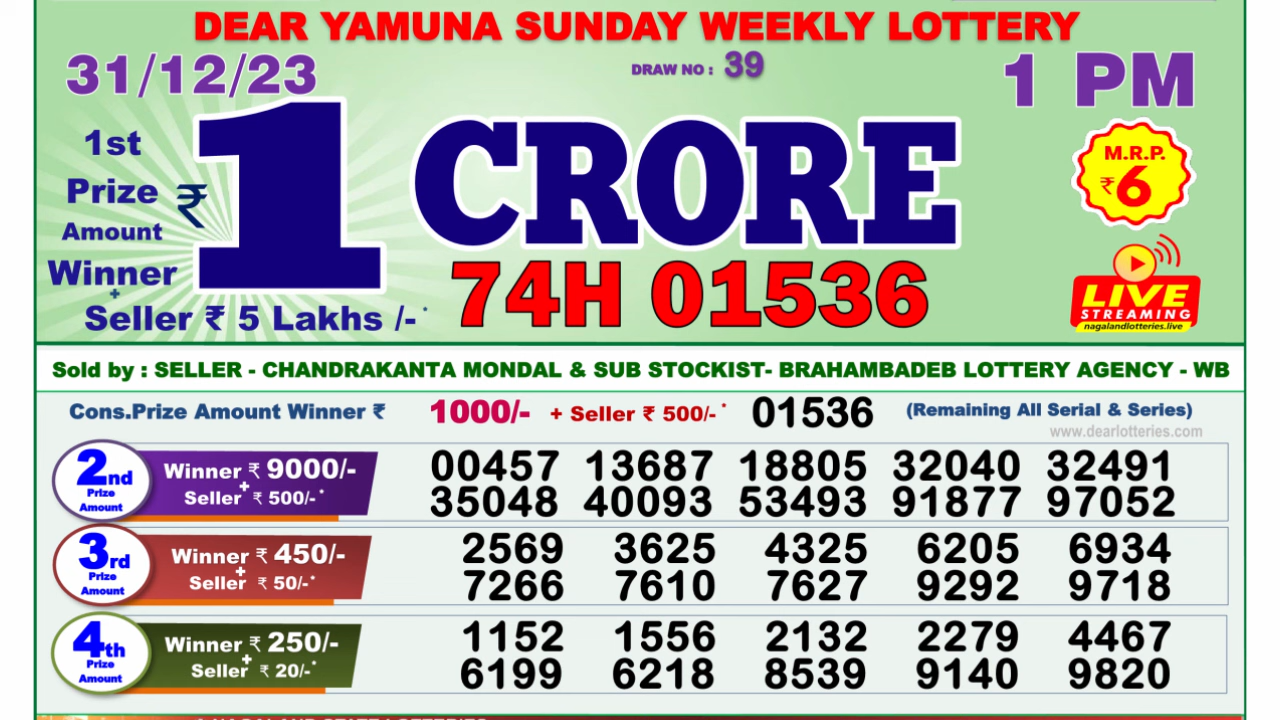 DEAR YAMUNA SUNDAY WEEKLY LOTTERY
31/12/23
DRAW NO : 39
1 PM
1st
Prize
Amount
Winner
+
Seller ₹ 5 Lakhs /-*
₹ 1 CRORE
74H 01536
M.R.P.
₹6
LIVE
STREAMING
nagalandlotteries.live
Sold by : SELLER - CHANDRAKANTA MONDAL & SUB STOCKIST- BRAHAMBADEB LOTTERY AGENCY - WB
Cons.Prize Amount Winner ₹ 1000/- + Seller ₹ 500/-* 01536 (Remaining All Serial & Series)
www.dearlotteries.com
2nd
Prize
Amount
Winner ₹ 9000/-
+
Seller ₹ 500/-*
00457 13687 18805 32040 32491
35048 40093 53493 91877 97052
3rd
Prize
Amount
Winner ₹ 450/-
+
Seller ₹ 50/-*
2569 3625 4325 6205 6934
7266 7610 7627 9292 9718
4th
Prize
Amount
Winner ₹ 250/-
+
Seller ₹ 20/-*
1152 1556 2132 2279 4467
6199 6218 8539 9140 9820